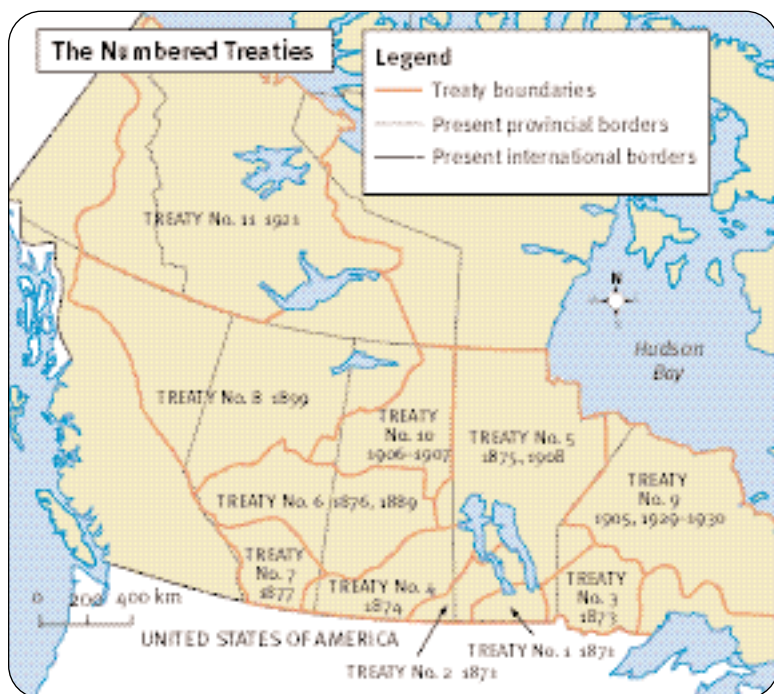 The Numbered Treaties
Legend
Treaty boundaries
Present provincial borders
Present international borders
TREATY No. 11 1921
N
Hudson
Bay
TREATY No. 8 1899
TREATY
No. 10
1906–1907
TREATY No. 5
1875, 1908
TREATY
No. 9
1905, 1929–1930
TREATY No. 6 1876, 1889
TREATY
No. 7
1877
TREATY No. 4
1874
TREATY
No. 3
1873
0 200 400 km
UNITED STATES OF AMERICA
TREATY No. 1 1871
TREATY No. 2 1871